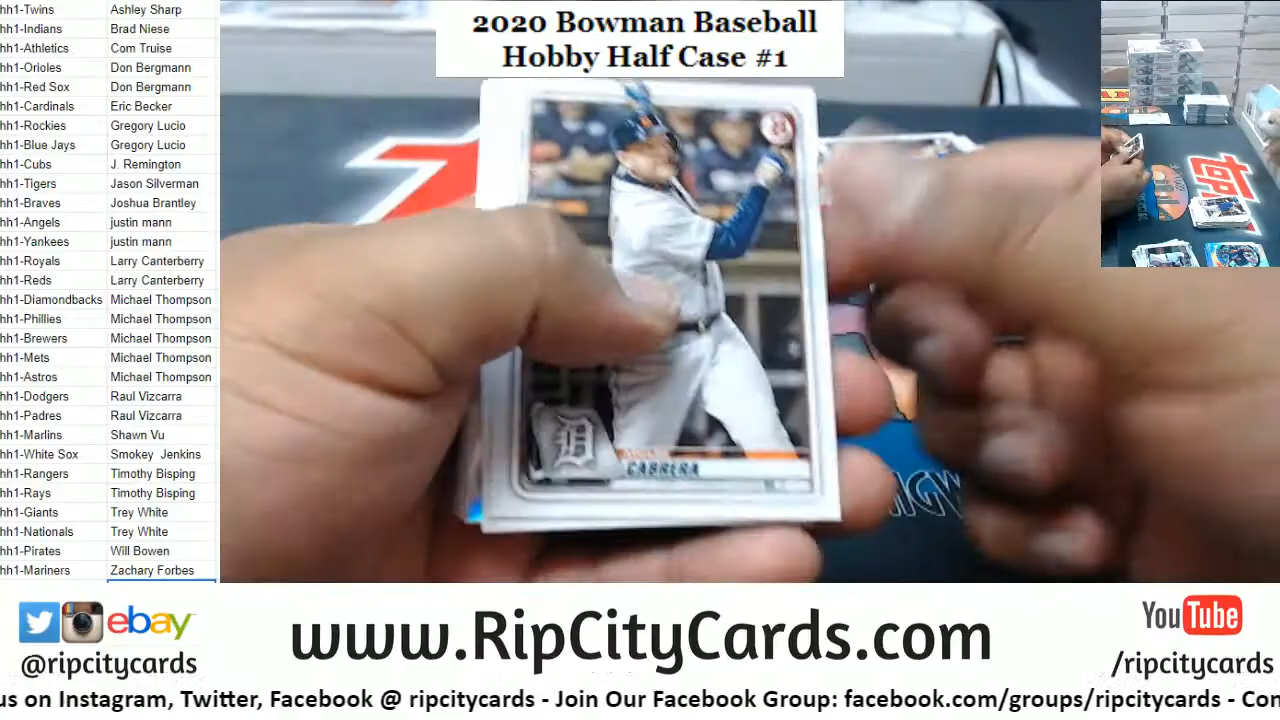 2020 Bowman Baseball
Hobby Half Case #1
hh1-Twins Ashley Sharp
hh1-Indians Brad Niese
hh1-Athletics Com Truise
hh1-Orioles Don Bergmann
hh1-Red Sox Don Bergmann
hh1-Cardinals Eric Becker
hh1-Rockies Gregory Lucio
hh1-Blue Jays Gregory Lucio
hh1-Cubs J. Remington
hh1-Tigers Jason Silverman
hh1-Braves Joshua Brantley
hh1-Angels justin mann
hh1-Yankees justin mann
hh1-Royals Larry Canterberry
hh1-Reds Larry Canterberry
hh1-Diamondbacks Michael Thompson
hh1-Phillies Michael Thompson
hh1-Brewers Michael Thompson
hh1-Mets Michael Thompson
hh1-Astros Michael Thompson
hh1-Dodgers Raul Vizcarra
hh1-Padres Raul Vizcarra
hh1-Marlins Shawn Vu
hh1-White Sox Smokey Jenkins
hh1-Rangers Timothy Bisping
hh1-Rays Timothy Bisping
hh1-Giants Trey White
hh1-Nationals Trey White
hh1-Pirates Will Bowen
hh1-Mariners Zachary Forbes
CABRERA
ebay
@ripcitycards
www.RipCityCards.com
YouTube
/ripcitycards
us on Instagram, Twitter, Facebook @ ripcitycards - Join Our Facebook Group: facebook.com/groups/ripcitycards - Con